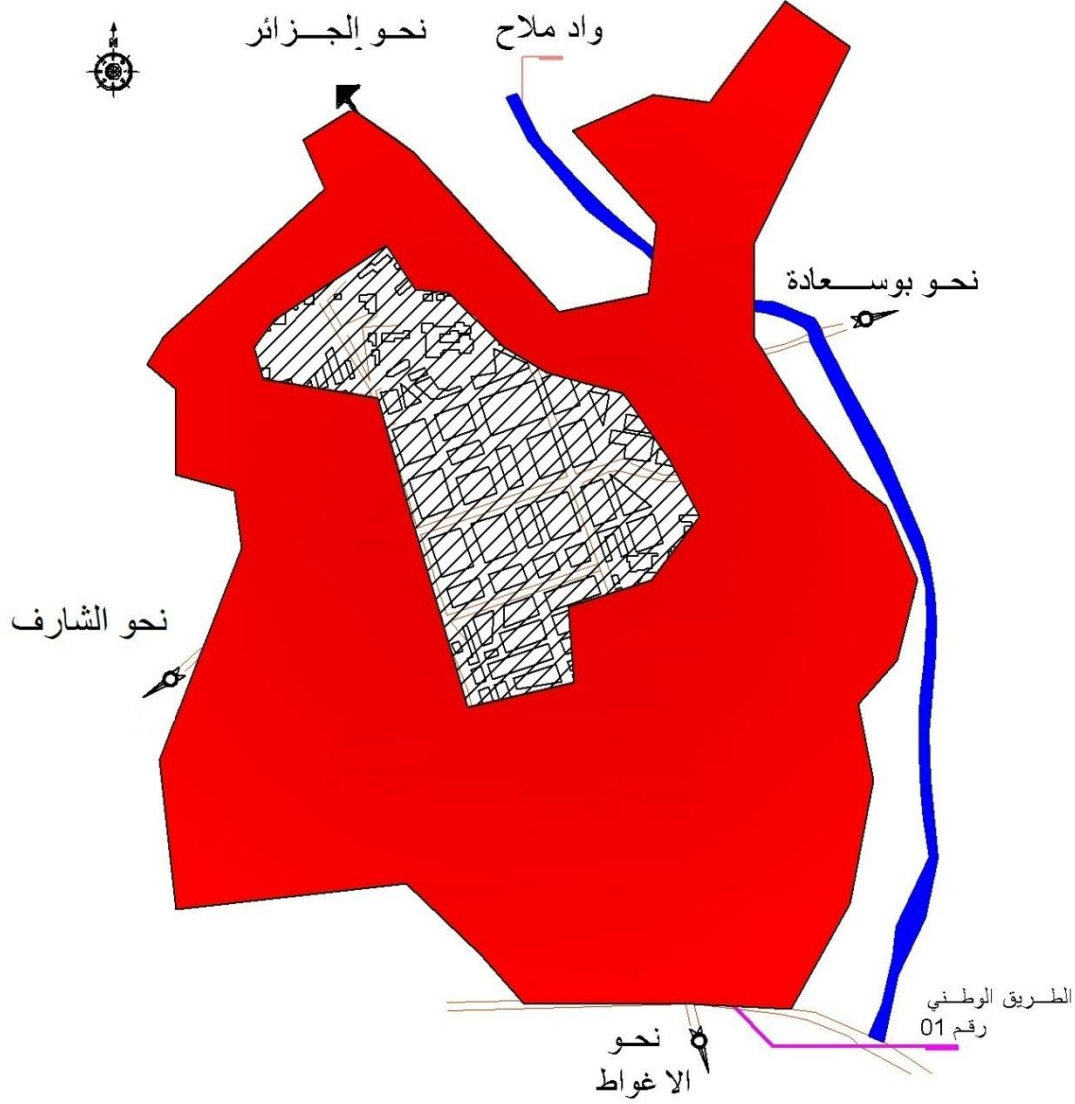 نحو الجزائر
واد ملاح
N
نحو بوسعادة
نحو الشارف
الطريق الوطني
رقم 01
نحو
الاغواط